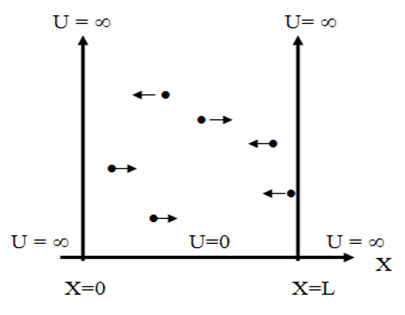 U = ∞ U= ∞
U = ∞ U=0 U = ∞
X
X=0 X=L